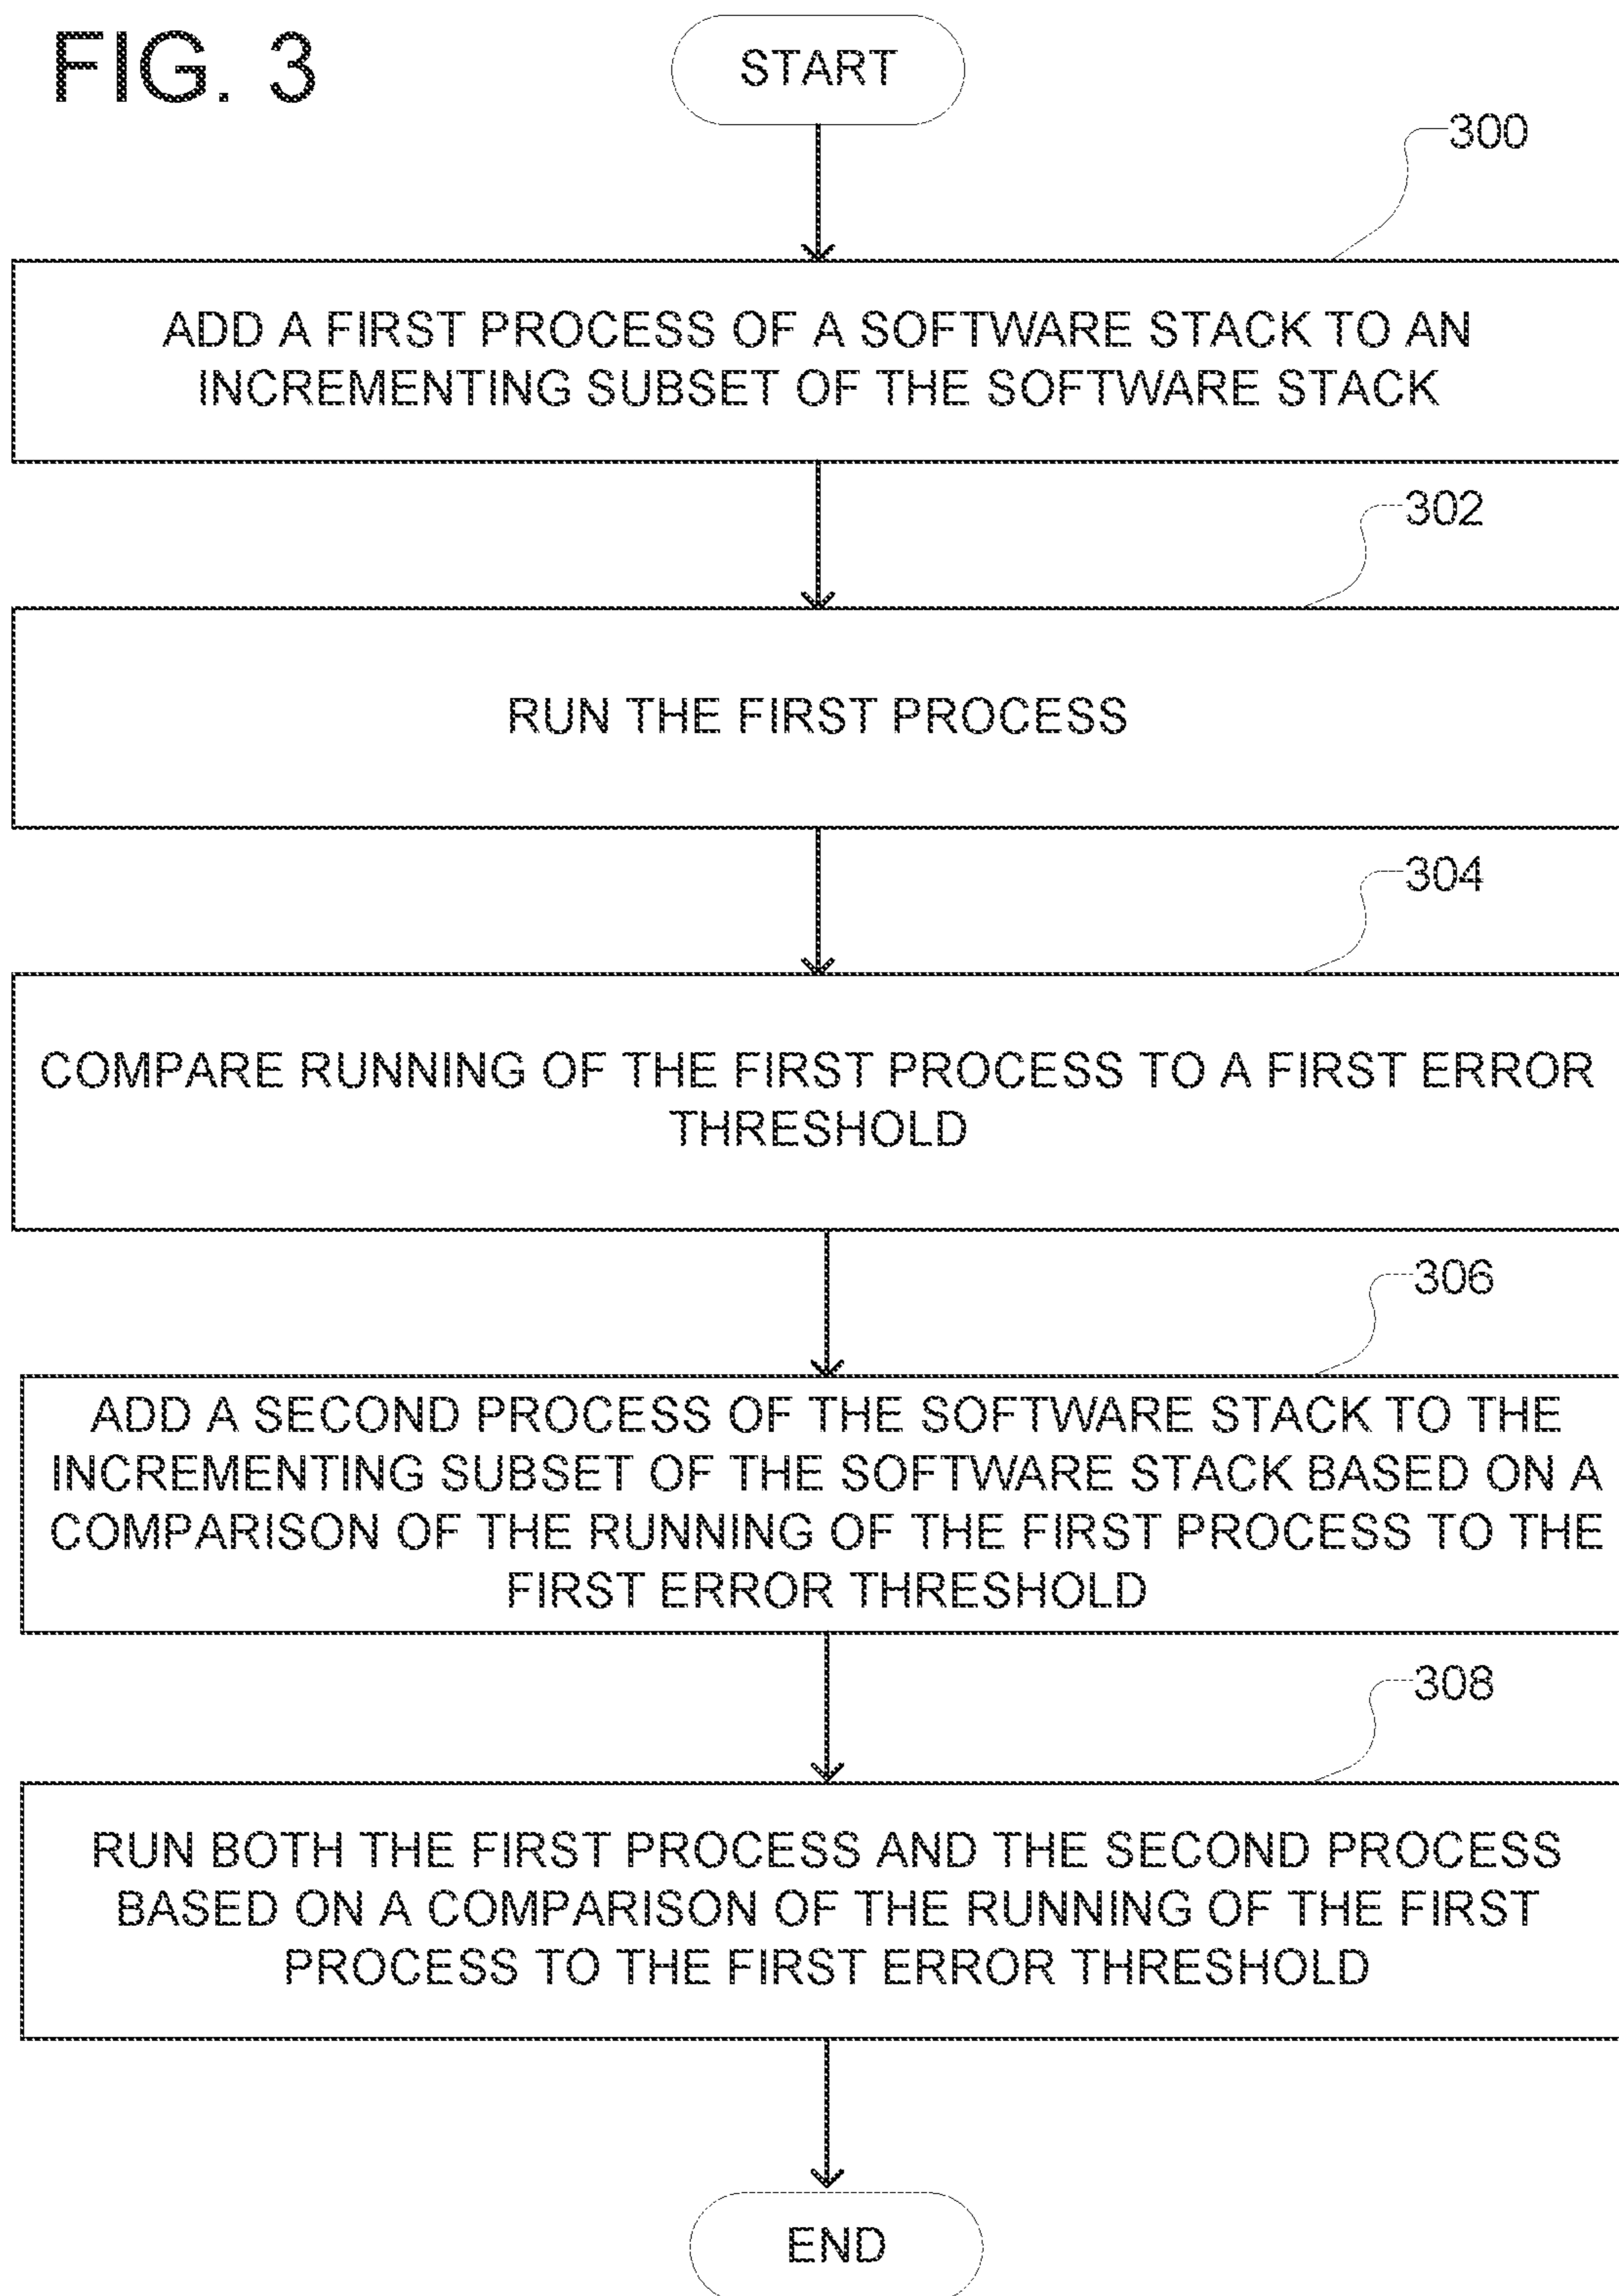 FIG. 3
START
300
ADD A FIRST PROCESS OF A SOFTWARE STACK TO AN
INCREMENTING SUBSET OF THE SOFTWARE STACK
302
RUN THE FIRST PROCESS
304
COMPARE RUNNING OF THE FIRST PROCESS TO A FIRST ERROR
THRESHOLD
306
ADD A SECOND PROCESS OF THE SOFTWARE STACK TO THE
INCREMENTING SUBSET OF THE SOFTWARE STACK BASED ON A
COMPARISON OF THE RUNNING OF THE FIRST PROCESS TO THE
FIRST ERROR THRESHOLD
308
RUN BOTH THE FIRST PROCESS AND THE SECOND PROCESS
BASED ON A COMPARISON OF THE RUNNING OF THE FIRST
PROCESS TO THE FIRST ERROR THRESHOLD
END